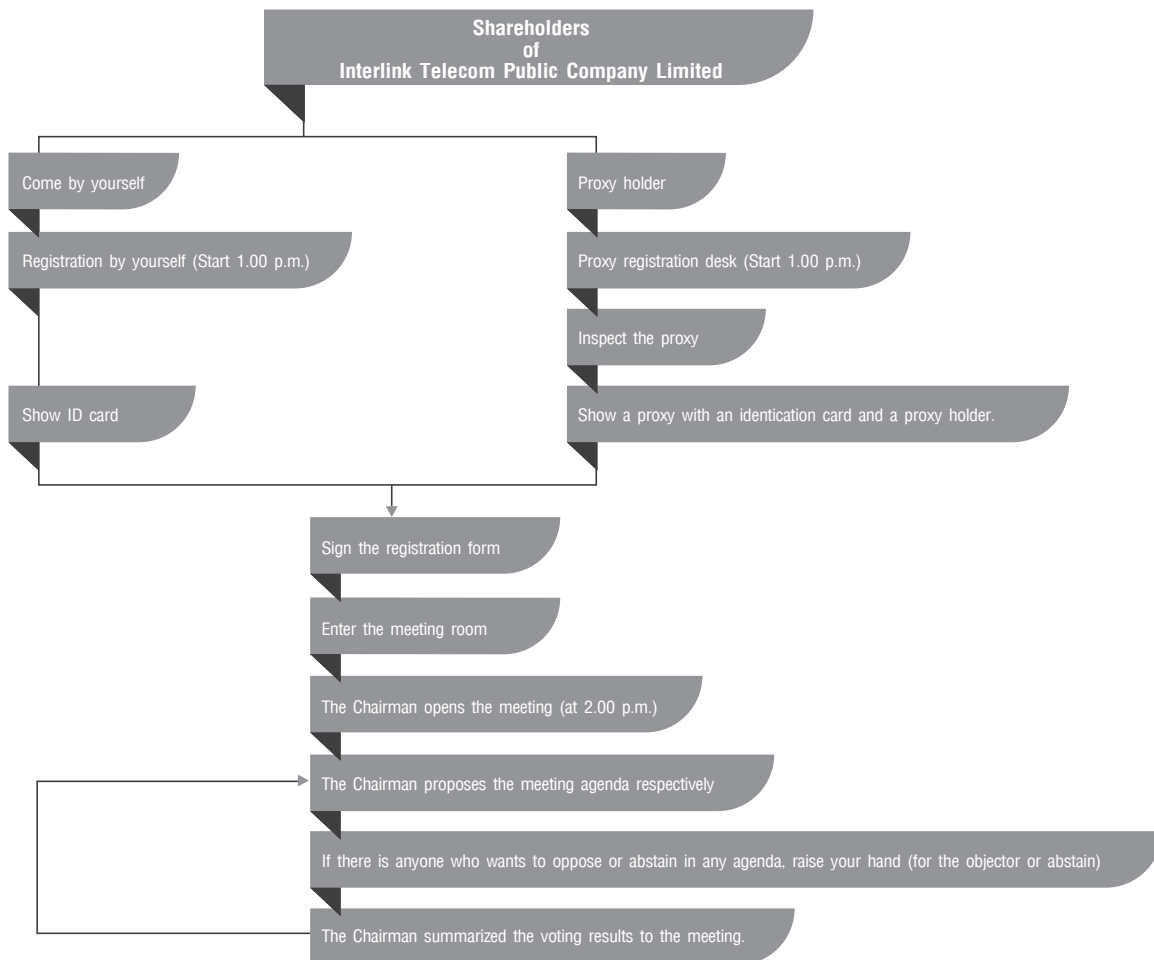 Shareholders
of
Interlink Telecom Public Company Limited
Come by yourself
Registration by yourself (Start 1.00 p.m.)
Show ID card
Proxy holder
Proxy registration desk (Start 1.00 p.m.)
Inspect the proxy
Show a proxy with an identication card and a proxy holder.
Sign the registration form
Enter the meeting room
The Chairman opens the meeting (at 2.00 p.m.)
The Chairman proposes the meeting agenda respectively
If there is anyone who wants to oppose or abstain in any agenda, raise your hand (for the objector or abstain)
The Chairman summarized the voting results to the meeting.